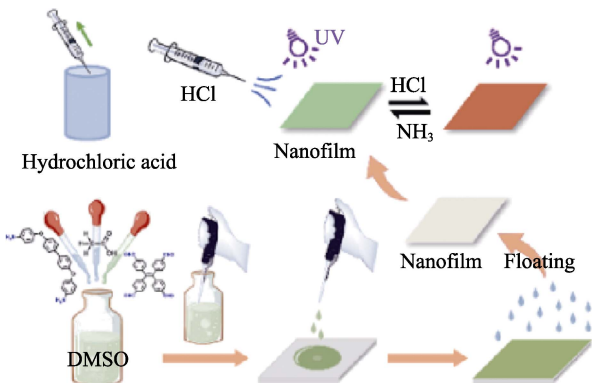 UV
HCl
HCl
NH3
Hydrochloric acid
Nanofilm
Nanofilm
Floating
DMSO